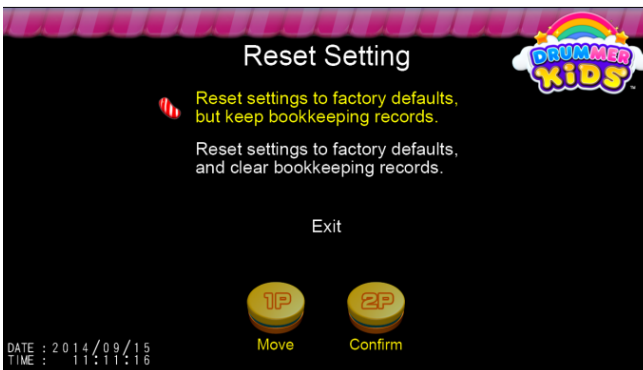 Reset Setting
DRUMMER
KiDS
TM
Reset settings to factory defaults,
but keep bookkeeping records.
Reset settings to factory defaults,
and clear bookkeeping records.
Exit
1P
2P
Move
Confirm
DATE : 2014/09/15
TIME : 11:11:16